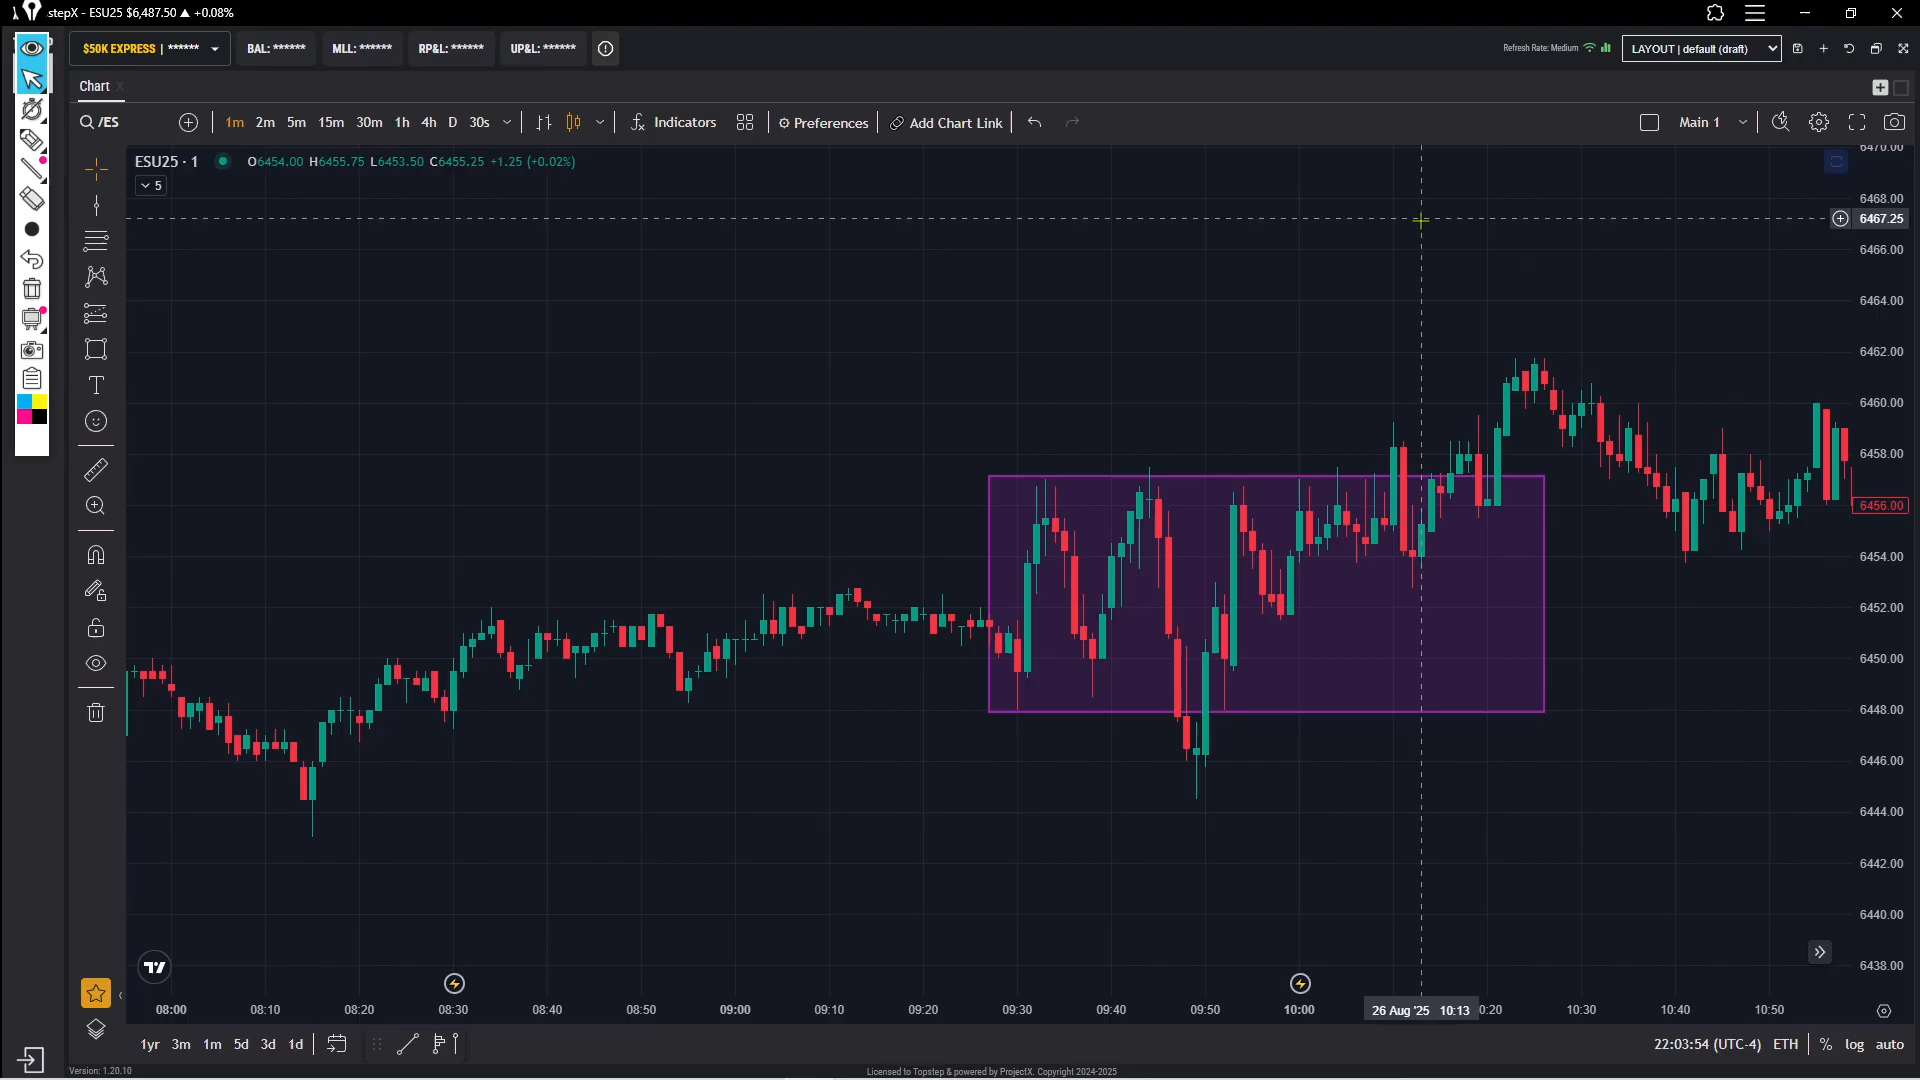 stepX - ESU25 $6,487.50 ▲ +0.08%
$50K EXPRESS | ******
BAL: ******
MLL: ******
RP&L: ******
UP&L: ******
Refresh Rate: Medium
LAYOUT | default (draft)
Chart x
/ES
1m 2m 5m 15m 30m 1h 4h D 30s
Indicators
Preferences
Add Chart Link
Main 1
ESU25 · 1
O6454.00 H6455.75 L6453.50 C6455.25 +1.25 (+0.02%)
5
6470.00
6468.00
6467.25
6466.00
6464.00
6462.00
6460.00
6458.00
6456.00
6454.00
6452.00
6450.00
6448.00
6446.00
6444.00
6442.00
6440.00
6438.00
08:00 08:10 08:20 08:30 08:40 08:50 09:00 09:10 09:20 09:30 09:40 09:50 10:00 26 Aug '25 10:13 0:20 10:30 10:40 10:50
1yr 3m 1m 5d 3d 1d
22:03:54 (UTC-4) ETH % log auto
Version: 1.20.10
Licensed to Topstep & powered by ProjectX. Copyright 2024-2025